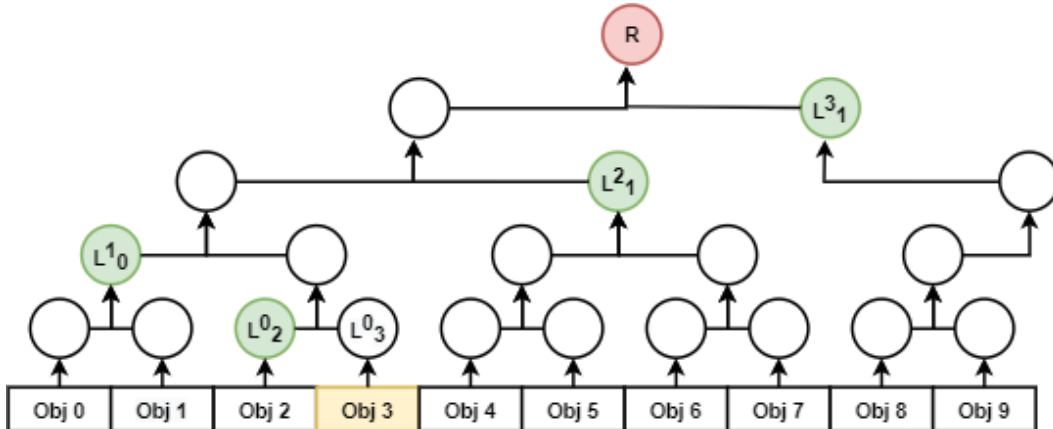 R
L³₁
L²₁
L¹₀
L⁰₂ L⁰₃
Obj 0 Obj 1 Obj 2 Obj 3 Obj 4 Obj 5 Obj 6 Obj 7 Obj 8 Obj 9